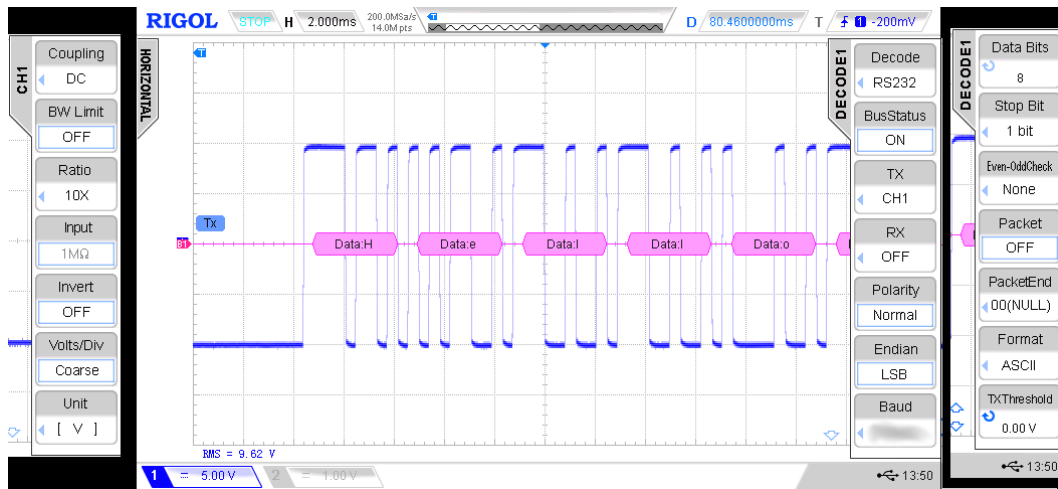 RIGOL STOP H 2.000ms 200.0MSa/s 14.0M pts D 80.4600000ms T 1 -200mV
CH1
Coupling
DC
BW Limit
OFF
Ratio
10X
Input
1MΩ
Invert
OFF
Volts/Div
Coarse
Unit
[ V ]
HORIZONTAL
T
Tx
B1
Data:H Data:e Data:l Data:l Data:o
RMS = 9.62 V
1 = 5.00 V 2 = 1.00 V 13:50
DECODE1
Decode
RS232
BusStatus
ON
TX
CH1
RX
OFF
Polarity
Normal
Endian
LSB
Baud
DECODE1
Data Bits
8
Stop Bit
1 bit
Even-OddCheck
None
Packet
OFF
PacketEnd
00(NULL)
Format
ASCII
TXThreshold
0.00 V
13:50